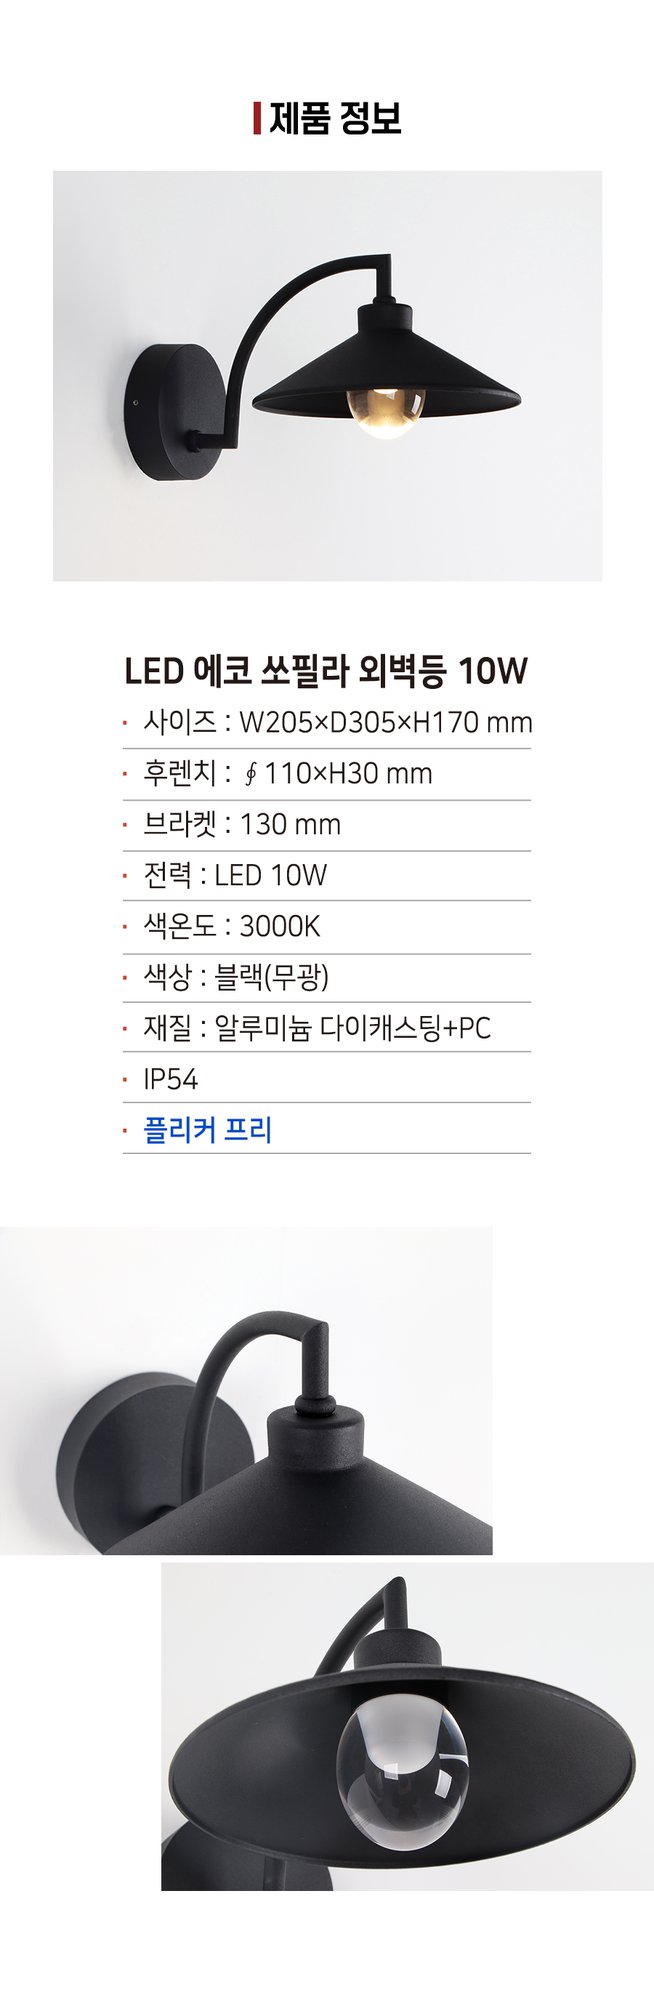 제품 정보
LED 에코 쏘필라 외벽등 10W
· 사이즈 : W205×D305×H170 mm
· 후렌치 : ∮110×H30 mm
· 브라켓 : 130 mm
· 전력 : LED 10W
· 색온도 : 3000K
· 색상 : 블랙(무광)
· 재질 : 알루미늄 다이캐스팅+PC
· IP54
· 플리커 프리